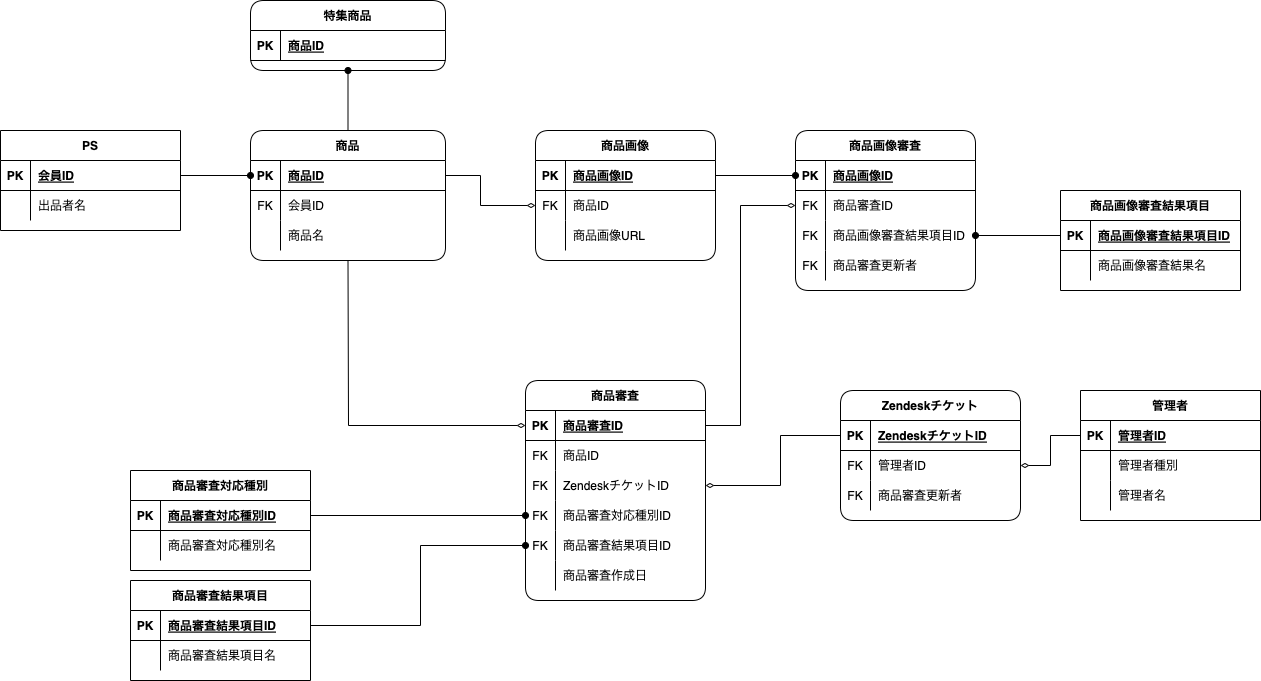 特集商品
PK 商品ID
PS
PK 会員ID
出品者名
商品
PK 商品ID
FK 会員ID
商品名
商品画像
PK 商品画像ID
FK 商品ID
商品画像URL
商品画像審査
PK 商品画像ID
FK 商品審査ID
FK 商品画像審査結果項目ID
FK 商品審査更新者
商品画像審査結果項目
PK 商品画像審査結果項目ID
商品画像審査結果名
商品審査
PK 商品審査ID
FK 商品ID
FK ZendeskチケットID
FK 商品審査対応種別ID
FK 商品審査結果項目ID
商品審査作成日
Zendeskチケット
PK ZendeskチケットID
FK 管理者ID
FK 商品審査更新者
管理者
PK 管理者ID
管理者種別
管理者名
商品審査対応種別
PK 商品審査対応種別ID
商品審査対応種別名
商品審査結果項目
PK 商品審査結果項目ID
商品審査結果項目名